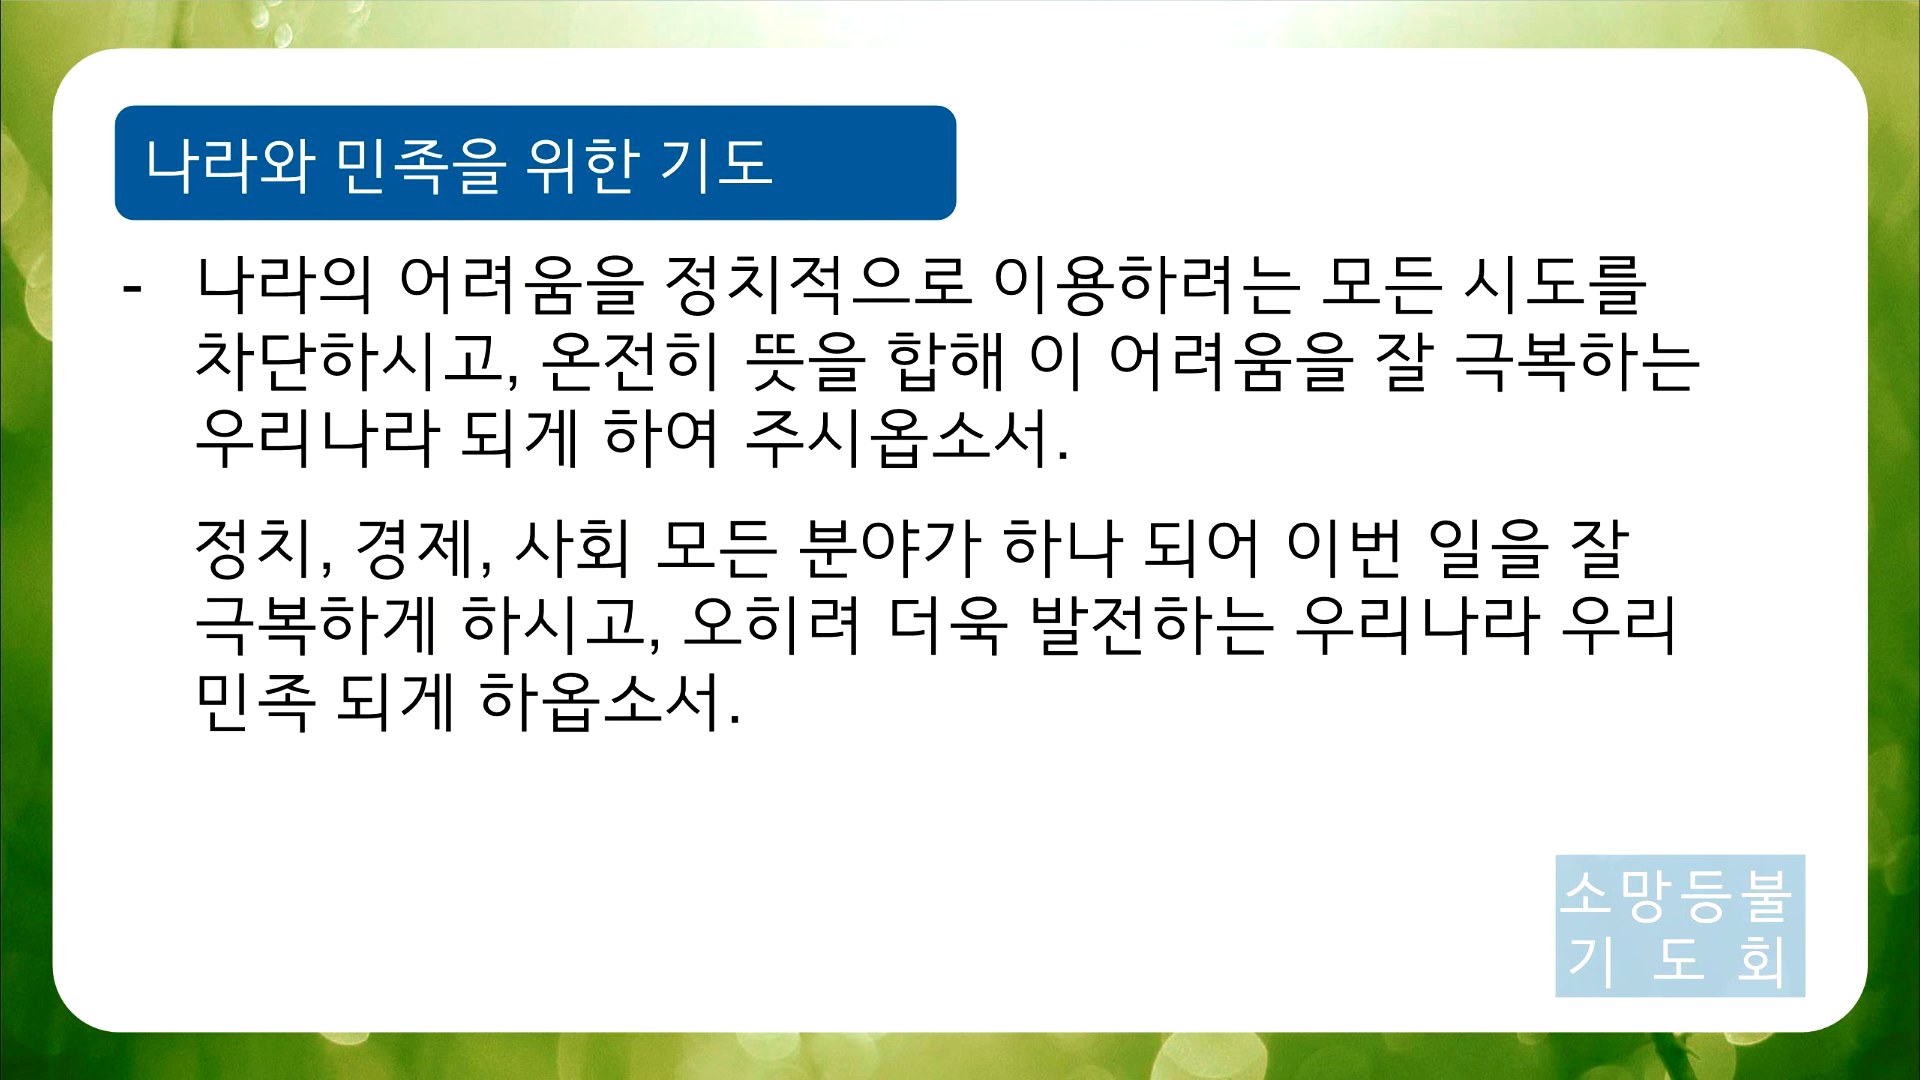 나라와 민족을 위한 기도
- 나라의 어려움을 정치적으로 이용하려는 모든 시도를
차단하시고, 온전히 뜻을 합해 이 어려움을 잘 극복하는
우리나라 되게 하여 주시옵소서.
정치, 경제, 사회 모든 분야가 하나 되어 이번 일을 잘
극복하게 하시고, 오히려 더욱 발전하는 우리나라 우리
민족 되게 하옵소서.
소망등불
기 도 회